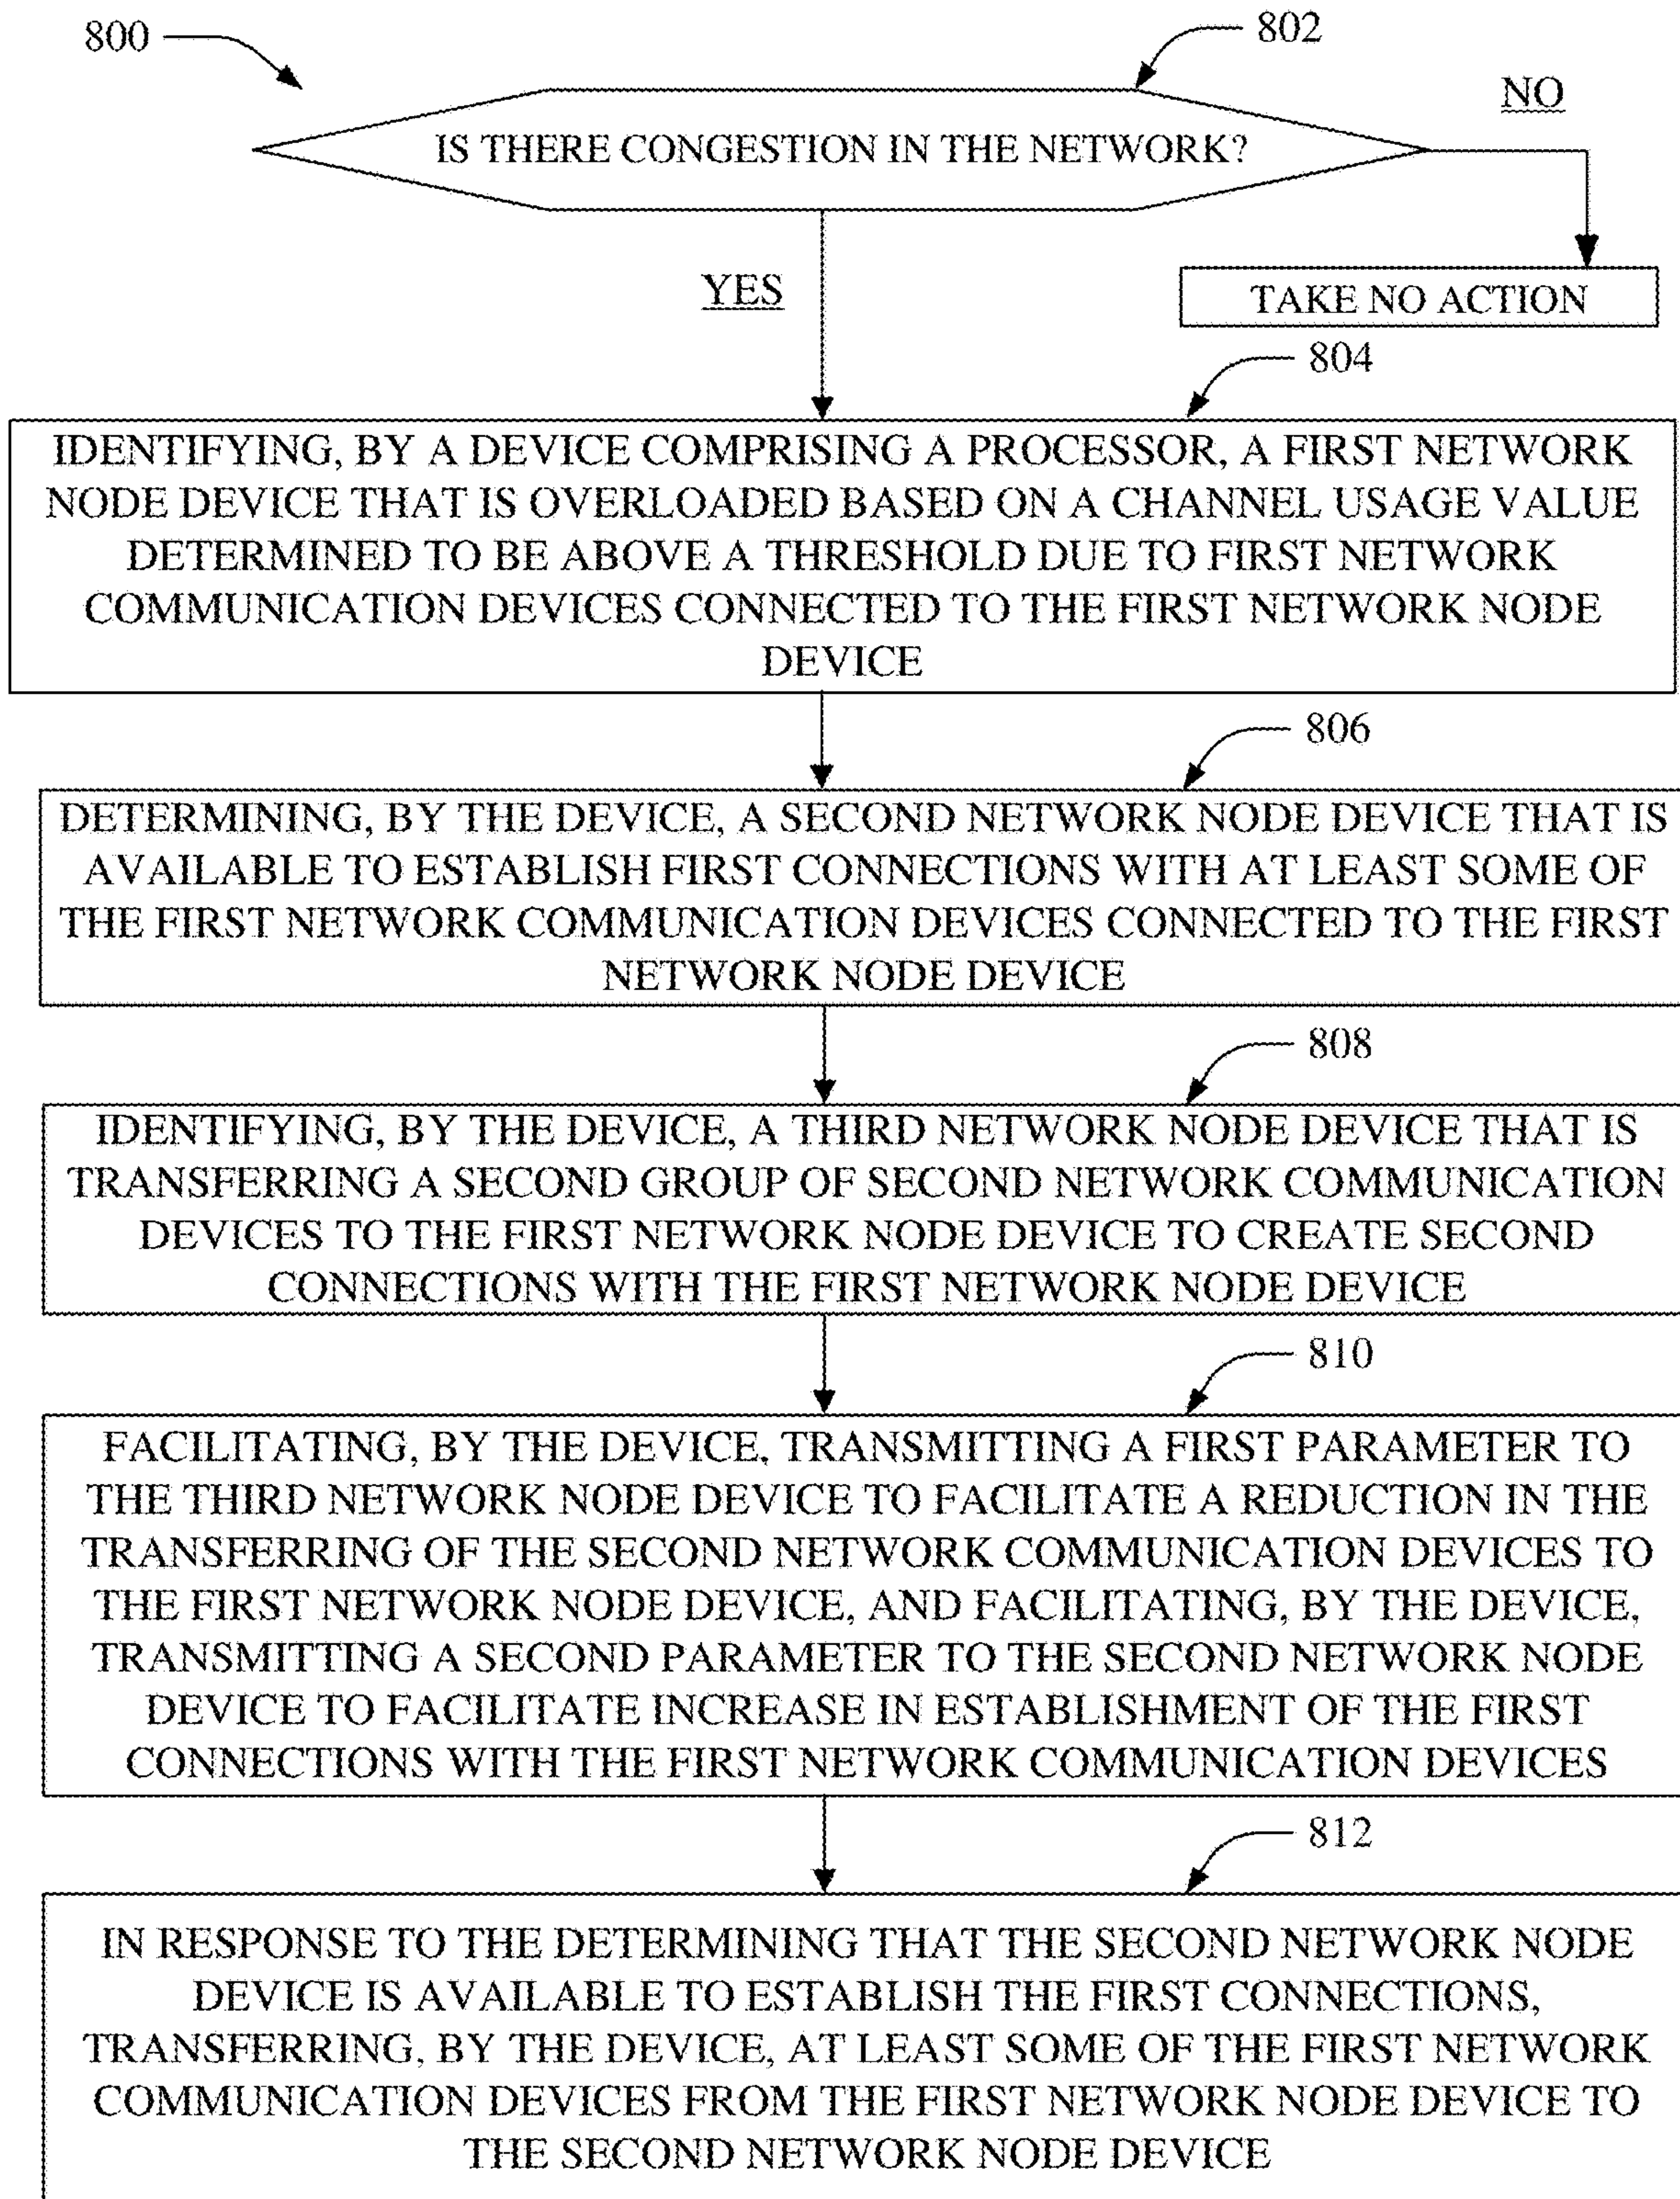 800
802
NO
IS THERE CONGESTION IN THE NETWORK?
YES
TAKE NO ACTION
804
IDENTIFYING, BY A DEVICE COMPRISING A PROCESSOR, A FIRST NETWORK
NODE DEVICE THAT IS OVERLOADED BASED ON A CHANNEL USAGE VALUE
DETERMINED TO BE ABOVE A THRESHOLD DUE TO FIRST NETWORK
COMMUNICATION DEVICES CONNECTED TO THE FIRST NETWORK NODE
DEVICE
806
DETERMINING, BY THE DEVICE, A SECOND NETWORK NODE DEVICE THAT IS
AVAILABLE TO ESTABLISH FIRST CONNECTIONS WITH AT LEAST SOME OF
THE FIRST NETWORK COMMUNICATION DEVICES CONNECTED TO THE FIRST
NETWORK NODE DEVICE
808
IDENTIFYING, BY THE DEVICE, A THIRD NETWORK NODE DEVICE THAT IS
TRANSFERRING A SECOND GROUP OF SECOND NETWORK COMMUNICATION
DEVICES TO THE FIRST NETWORK NODE DEVICE TO CREATE SECOND
CONNECTIONS WITH THE FIRST NETWORK NODE DEVICE
810
FACILITATING, BY THE DEVICE, TRANSMITTING A FIRST PARAMETER TO
THE THIRD NETWORK NODE DEVICE TO FACILITATE A REDUCTION IN THE
TRANSFERRING OF THE SECOND NETWORK COMMUNICATION DEVICES TO
THE FIRST NETWORK NODE DEVICE, AND FACILITATING, BY THE DEVICE,
TRANSMITTING A SECOND PARAMETER TO THE SECOND NETWORK NODE
DEVICE TO FACILITATE INCREASE IN ESTABLISHMENT OF THE FIRST
CONNECTIONS WITH THE FIRST NETWORK COMMUNICATION DEVICES
812
IN RESPONSE TO THE DETERMINING THAT THE SECOND NETWORK NODE
DEVICE IS AVAILABLE TO ESTABLISH THE FIRST CONNECTIONS,
TRANSFERRING, BY THE DEVICE, AT LEAST SOME OF THE FIRST NETWORK
COMMUNICATION DEVICES FROM THE FIRST NETWORK NODE DEVICE TO
THE SECOND NETWORK NODE DEVICE